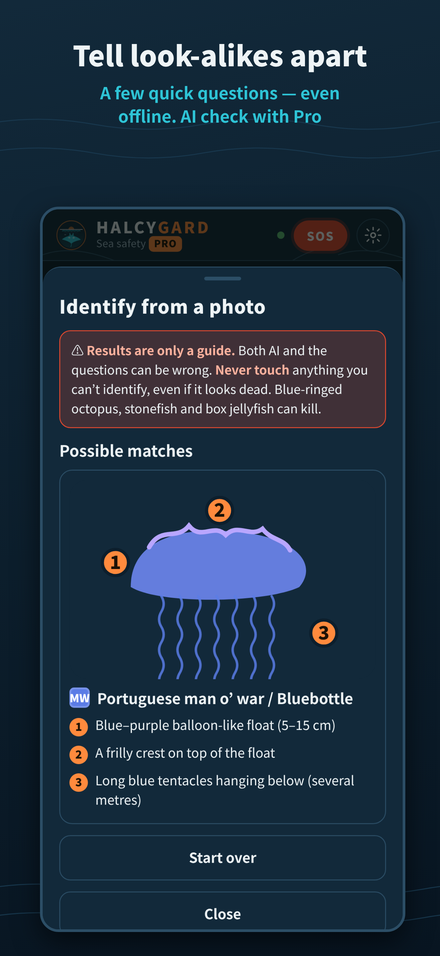 Tell look-alikes apart
A few quick questions — even
offline. AI check with Pro
HALCYGARD
Sea safety PRO
SOS
Identify from a photo
⚠ Results are only a guide. Both AI and the
questions can be wrong. Never touch anything you
can’t identify, even if it looks dead. Blue-ringed
octopus, stonefish and box jellyfish can kill.
Possible matches
2
1
3
MW Portuguese man o’ war / Bluebottle
1 Blue–purple balloon-like float (5–15 cm)
2 A frilly crest on top of the float
3 Long blue tentacles hanging below (several
metres)
Start over
Close